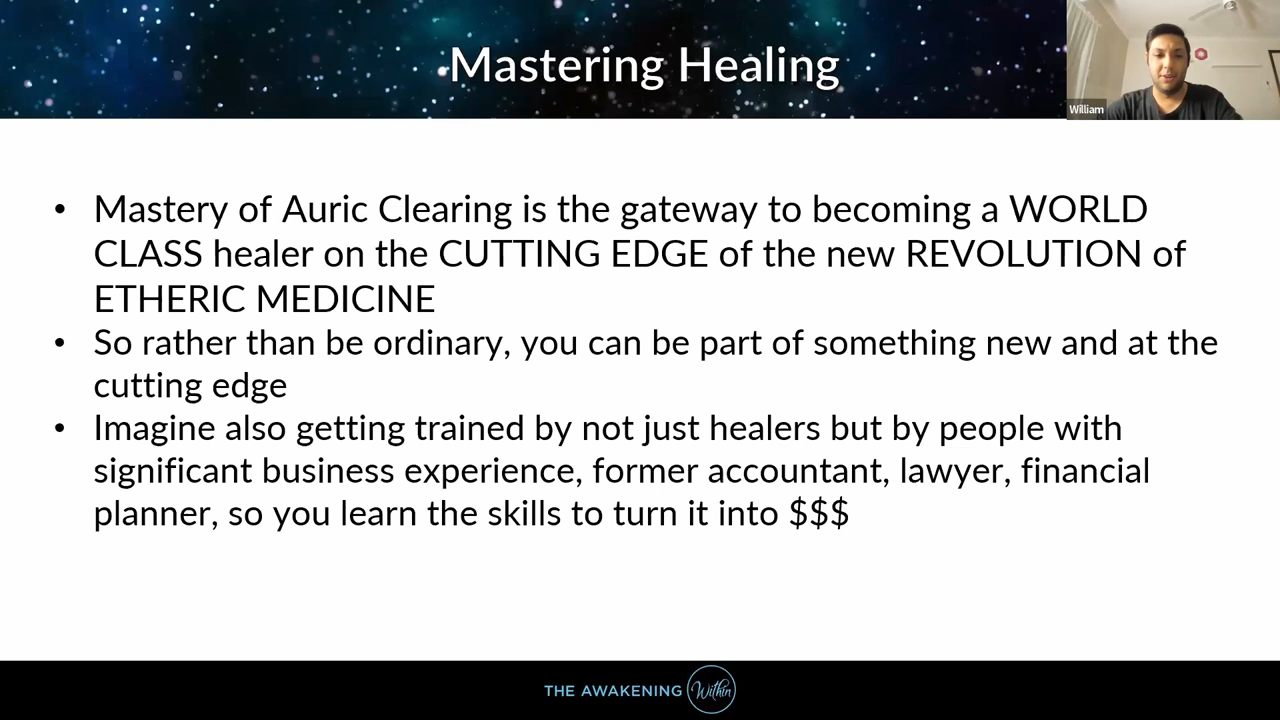 Mastering Healing
William
• Mastery of Auric Clearing is the gateway to becoming a WORLD
CLASS healer on the CUTTING EDGE of the new REVOLUTION of
ETHERIC MEDICINE
• So rather than be ordinary, you can be part of something new and at the
cutting edge
• Imagine also getting trained by not just healers but by people with
significant business experience, former accountant, lawyer, financial
planner, so you learn the skills to turn it into $$$
THE AWAKENING Within